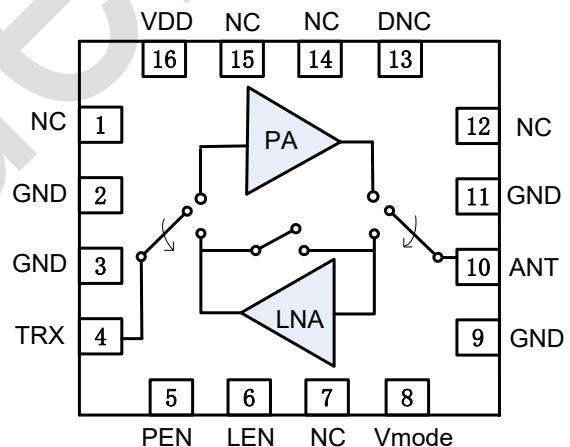 VDD NC NC DNC
16 15 14 13
NC 1 PA 12 NC
GND 2 11 GND
GND 3 10 ANT
TRX 4 LNA 9 GND
5 6 7 8
PEN LEN NC Vmode